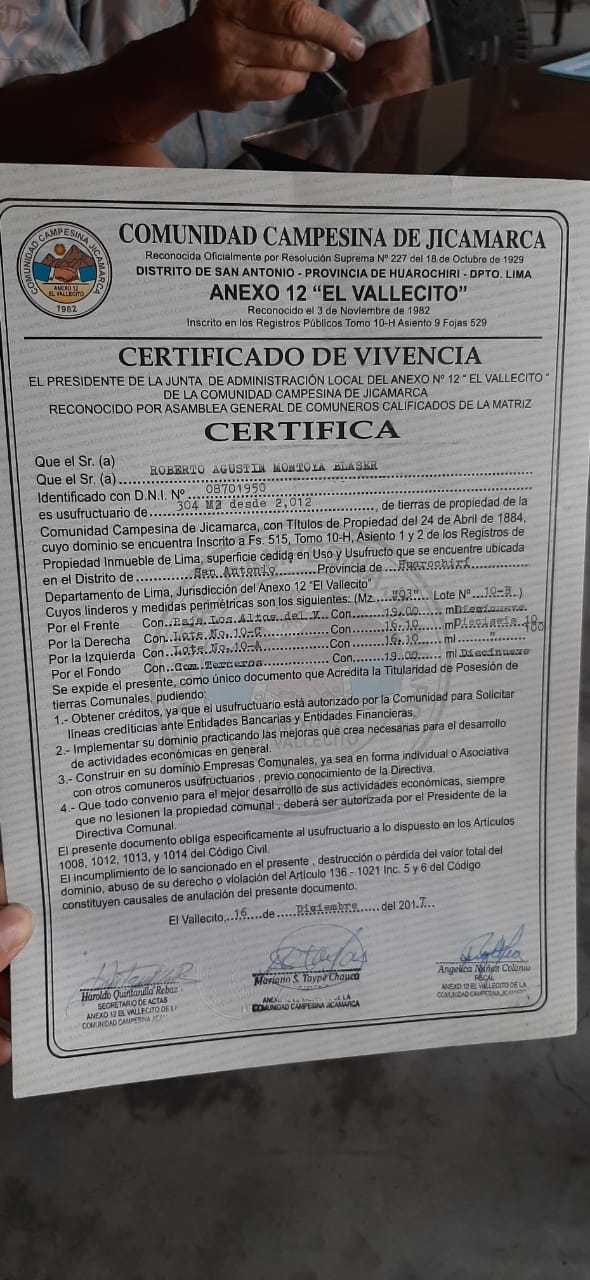 COMUNIDAD CAMPESINA JICAMARCA
ANEXO 12
EL VALLECITO
1982
COMUNIDAD CAMPESINA DE JICAMARCA
Reconocida Oficialmente por Resolución Suprema Nº 227 del 18 de Octubre de 1929
DISTRITO DE SAN ANTONIO - PROVINCIA DE HUAROCHIRI - DPTO. LIMA
ANEXO 12 “EL VALLECITO”
Reconocido el 3 de Noviembre de 1982
Inscrito en los Registros Públicos Tomo 10-H Asiento 9 Fojas 529
CERTIFICADO DE VIVENCIA
EL PRESIDENTE DE LA JUNTA DE ADMINISTRACIÓN LOCAL DEL ANEXO Nº 12 “ EL VALLECITO “
DE LA COMUNIDAD CAMPESINA DE JICAMARCA
RECONOCIDO POR ASAMBLEA GENERAL DE COMUNEROS CALIFICADOS DE LA MATRIZ
CERTIFICA
Que el Sr. (a)
Que el Sr. (a) ROBERTO AGUSTIN MONTOYA BLASER
Identificado con D.N.I. Nº 08701950
es usufructuario de 304 M2 desde 2,012, de tierras de propiedad de la
Comunidad Campesina de Jicamarca, con Títulos de Propiedad del 24 de Abril de 1884,
cuyo dominio se encuentra Inscrito a Fs. 515, Tomo 10-H, Asiento 1 y 2 de los Registros de
Propiedad Inmueble de Lima, superficie cedida en Uso y Usufructo que se encuentre ubicada
en el Distrito de San Antonio Provincia de Huarochirí
Departamento de Lima, Jurisdicción del Anexo 12 “El Vallecito”
Cuyos linderos y medidas perimétricas son los siguientes: (Mz. Lote Nº 10-B.)
Por el Frente Con Los Altos del V. Con 19.00 m Diecinueve
Por la Derecha Con Lote No. 10-C Con 16.10 m Dieciseis 10/100
Por la Izquierda Con Lote No. 10-A Con 16.10 ml "
Por el Fondo Con Com. Terceros Con 19.00 ml Diecinueve
Se expide el presente, como único documento que Acredita la Titularidad de Posesión de
tierras Comunales, pudiendo:
1.- Obtener créditos, ya que el usufructuario está autorizado por la Comunidad para Solicitar
líneas crediticias ante Entidades Bancarias y Entidades Financieras.
2.- Implementar su dominio practicando las mejoras que crea necesarias para el desarrollo
de actividades económicas en general.
3.- Construir en su dominio Empresas Comunales, ya sea en forma individual o Asociativa
con otros comuneros usufructuarios , previo conocimiento de la Directiva.
4.- Que todo convenio para el mejor desarrollo de sus actividades económicas, siempre
que no lesionen la propiedad comunal , deberá ser autorizada por el Presidente de la
Directiva Comunal.
El presente documento obliga específicamente al usufructuario a lo dispuesto en los Artículos
1008, 1012, 1013, y 1014 del Código Civil.
El incumplimiento de lo sancionado en el presente , destrucción o pérdida del valor total del
dominio, abuso de su derecho o violación del Artículo 136 - 1021 Inc. 5 y 6 del Código
constituyen causales de anulación del presente documento.
El Vallecito, 16 de Diciembre del 2017
Haroldo Quintanilla Rebaz
SECRETARIO DE ACTAS
ANEXO 12 EL VALLECITO DE LA
COMUNIDAD CAMPESINA
Mariano S. Taype Chauca
DE LA
COMUNIDAD CAMPESINA JICAMARCA
Angelica Núñez Colonio
FISCAL
ANEXO 12 EL VALLECITO DE LA
COMUNIDAD CAMPESINA